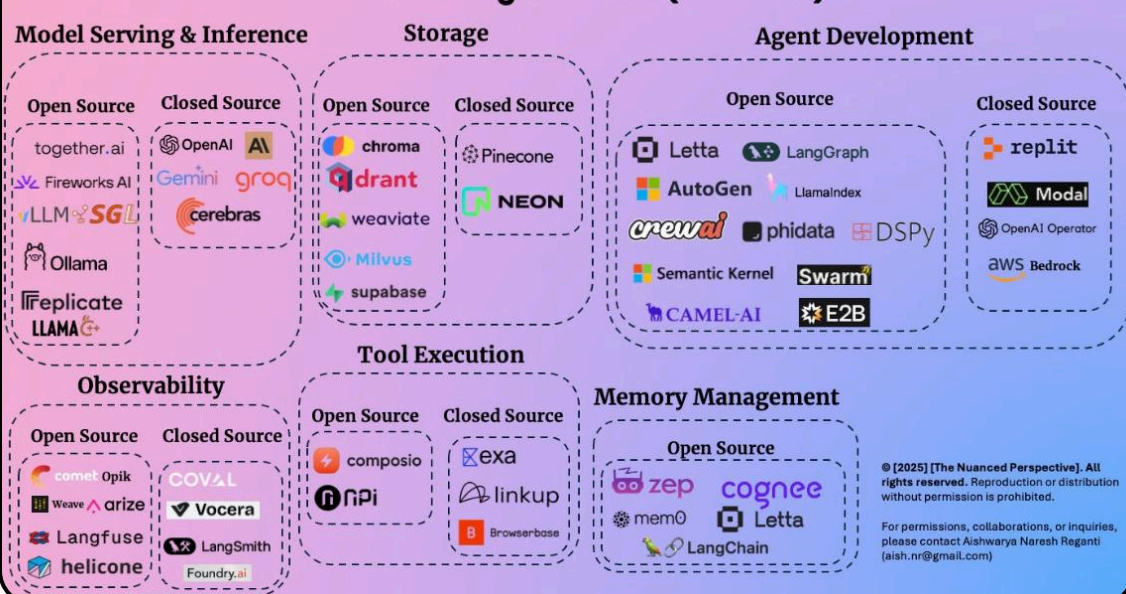 Model Serving & Inference
Open Source
together.ai
Fireworks AI
vLLM SGL
Ollama
replicate
LLAMA C++
Closed Source
OpenAI AI
Gemini groq
cerebras
Storage
Open Source
chroma
qdrant
weaviate
Milvus
supabase
Closed Source
Pinecone
NEON
Agent Development
Open Source
Letta LangGraph
AutoGen LlamaIndex
crewai phidata DSPy
Semantic Kernel Swarm
CAMEL-AI E2B
Closed Source
replit
Modal
OpenAI Operator
aws Bedrock
Observability
Open Source
comet Opik
Weave arize
Langfuse
helicone
Closed Source
COVAL
Vocera
LangSmith
Foundry.ai
Tool Execution
Open Source
composio
npi
Closed Source
exa
linkup
Browserbase
Memory Management
Open Source
zep cognee
mem0 Letta
LangChain
© [2025] [The Nuanced Perspective]. All
rights reserved. Reproduction or distribution
without permission is prohibited.
For permissions, collaborations, or inquiries,
please contact Aishwarya Naresh Reganti
(aish.nr@gmail.com)